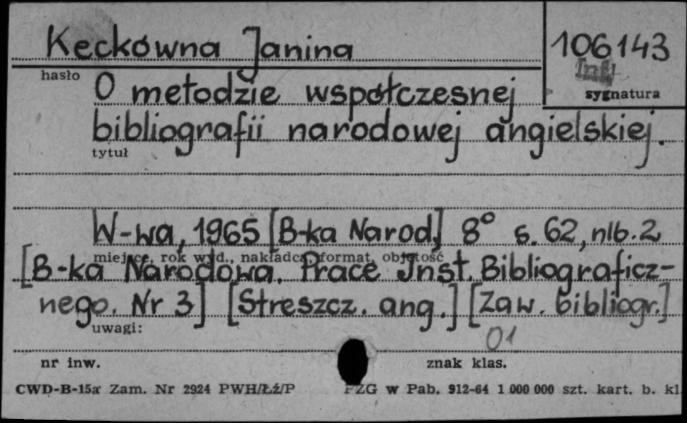 Keckówna Janina
106143
hasło
Inf
sygnatura
O metodzie współczesnej
bibliografii narodowej angielskiej.
tytuł
W-wa, 1965 [B-ka Narod.] 8° s. 62, nlb. 2
miejsce, rok wyd., nakładca, format, objętość
[B-ka Narodowa. Prace Inst. Bibliograficz-
nego. Nr 3] [Streszcz. ang.] [Zaw. bibliogr.]
uwagi:
01
nr inw.
znak klas.
CWD-B-15a Zam. Nr 2924 PWH/Łź/P
PZG w Pab. 912-64 1 000 000 szt. kart. b. kl